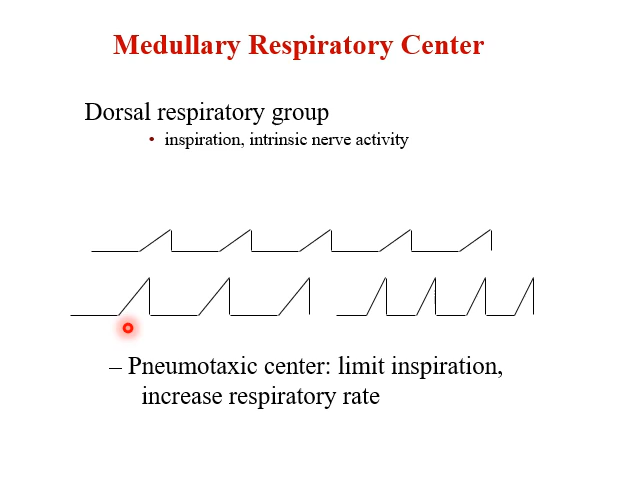 Medullary Respiratory Center
Dorsal respiratory group
• inspiration, intrinsic nerve activity
– Pneumotaxic center: limit inspiration,
increase respiratory rate